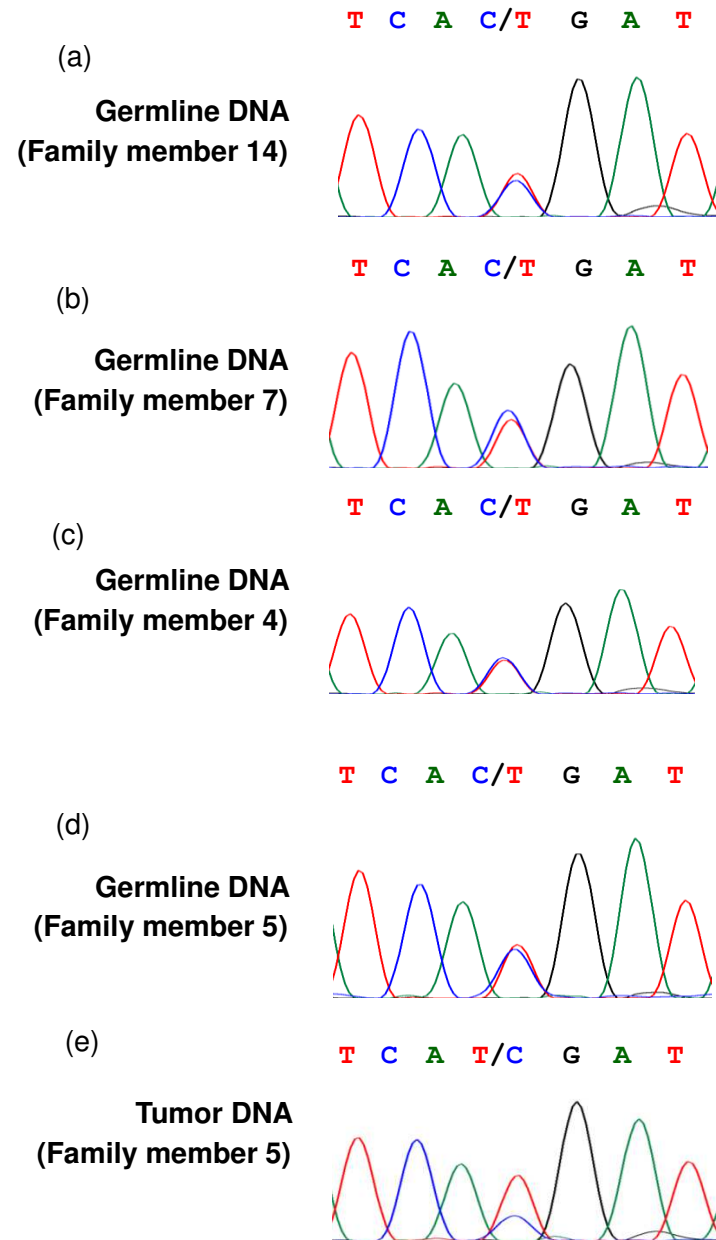 T C A C/T G A T
(a)
Germline DNA
(Family member 14)
T C A C/T G A T
(b)
Germline DNA
(Family member 7)
T C A C/T G A T
(c)
Germline DNA
(Family member 4)
T C A C/T G A T
(d)
Germline DNA
(Family member 5)
(e)
T C A T/C G A T
Tumor DNA
(Family member 5)